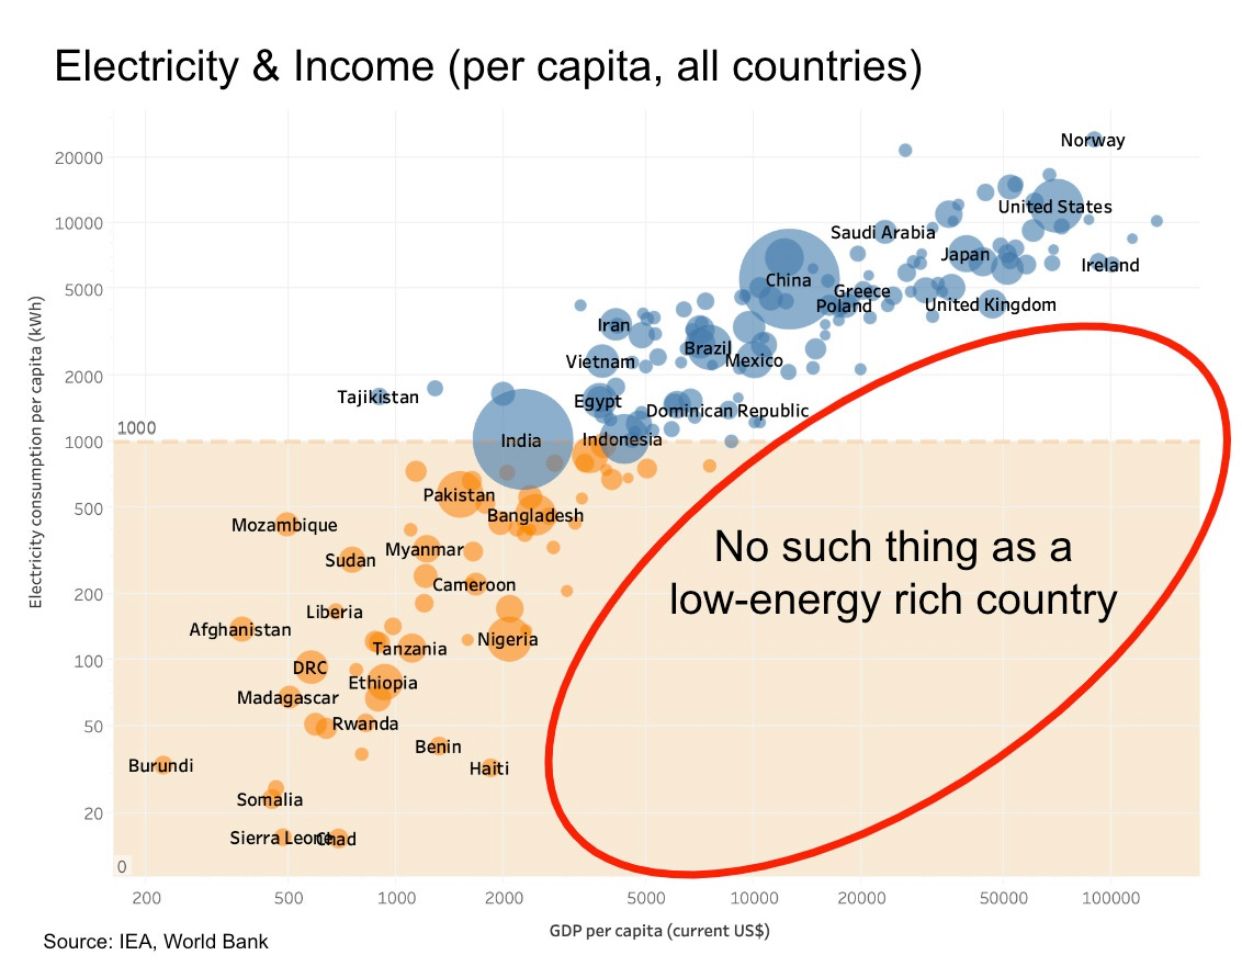 Electricity & Income (per capita, all countries)
Norway
20000
United States
10000
Saudi Arabia
Japan
Ireland
China
5000
Greece
Poland
United Kingdom
Iran
Brazil
Mexico
Vietnam
2000
Tajikistan
Egypt
Dominican Republic
1000
1000
India
Indonesia
Pakistan
500
Bangladesh
Mozambique
Myanmar
Sudan
No such thing as a
low-energy rich country
Cameroon
200
Liberia
Afghanistan
Nigeria
Tanzania
100
DRC
Ethiopia
Madagascar
50
Rwanda
Benin
Burundi
Haiti
Somalia
20
Sierra Leone
Chad
0
Electricity consumption per capita (kWh)
200
500
1000
2000
5000
10000
20000
50000
100000
GDP per capita (current US$)
Source: IEA, World Bank